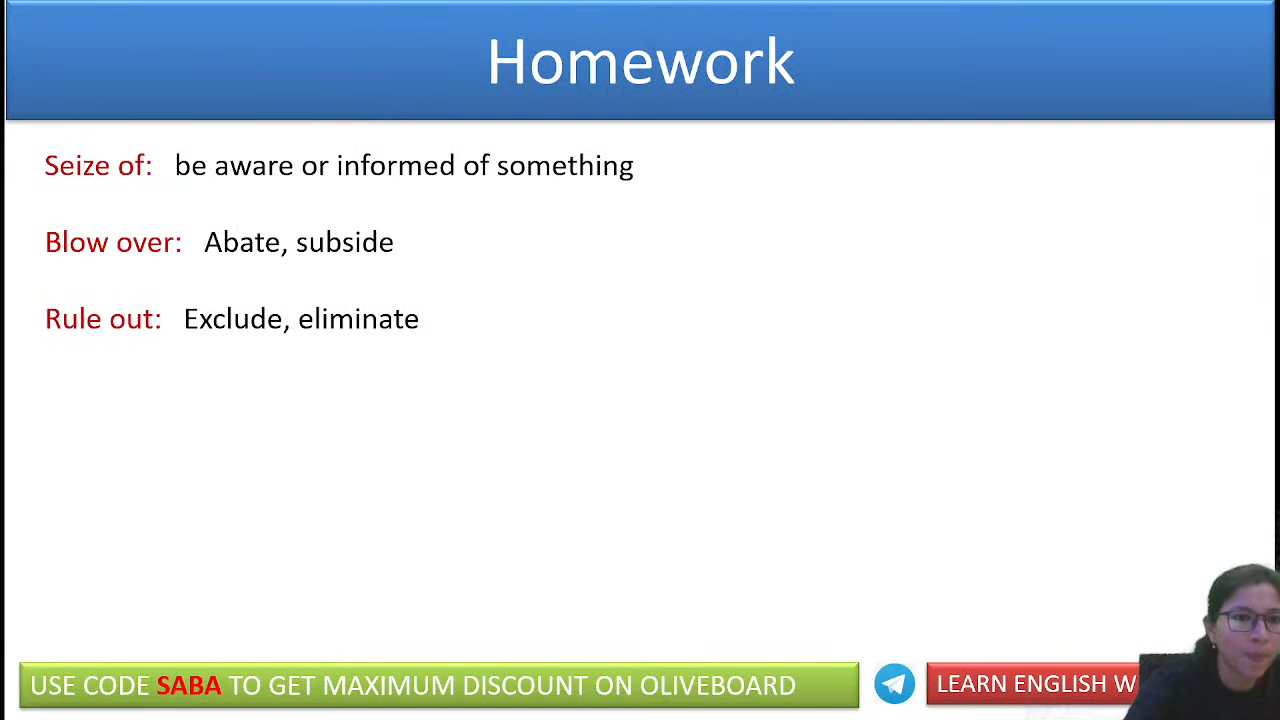 Homework
Seize of: be aware or informed of something
Blow over: Abate, subside
Rule out: Exclude, eliminate
USE CODE SABA TO GET MAXIMUM DISCOUNT ON OLIVEBOARD
LEARN ENGLISH W